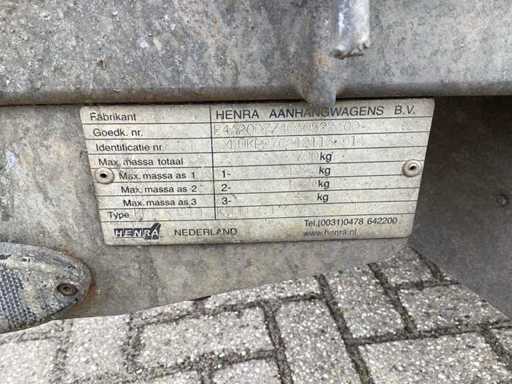 Fabrikant HENRA AANHANGWAGENS B.V.
Goedk. nr.
Identificatie nr.
Max. massa totaal kg
Max. massa as 1 1- kg
Max. massa as 2 2- kg
Max. massa as 3 3- kg
Type
HENRA NEDERLAND Tel.(0031)0478 642200
www.henra.nl